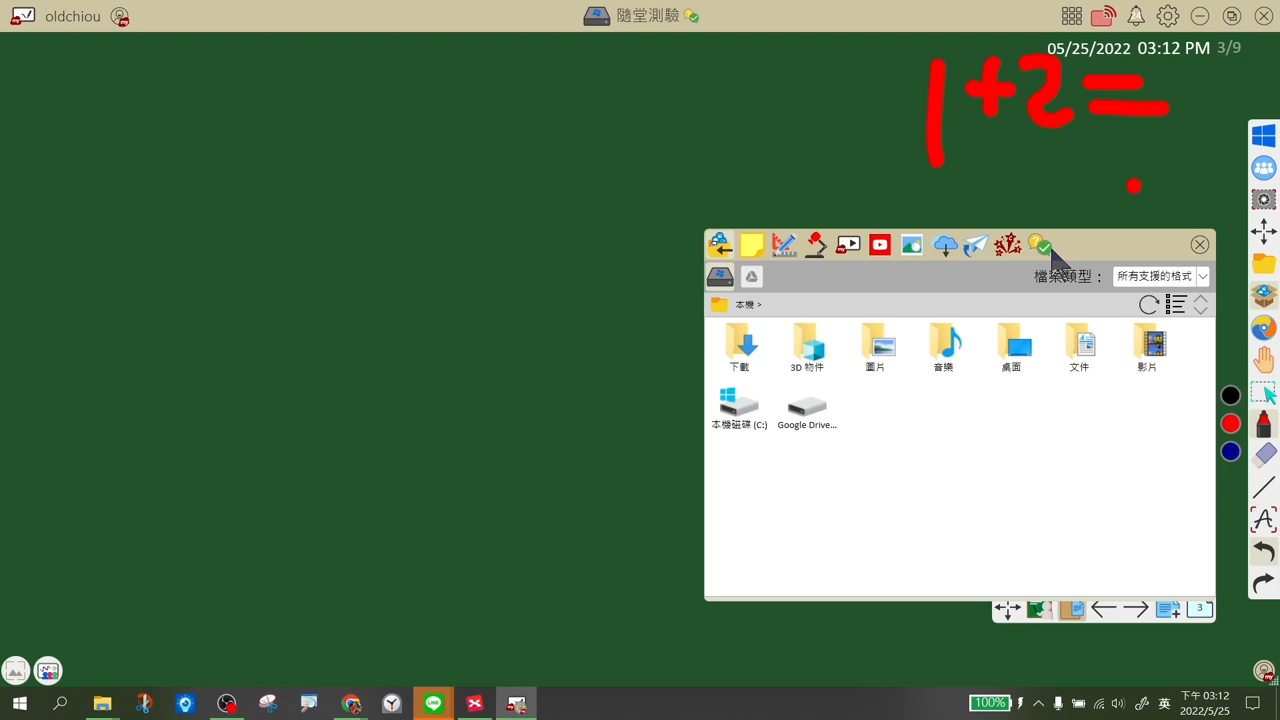 oldchiou
隨堂測驗
05/25/2022 03:12 PM 3/9
1+2=
檔案類型： 所有支援的格式
本機 >
下載 3D 物件 圖片 音樂 桌面 文件 影片
本機磁碟 (C:) Google Drive...
3
100% 英 下午 03:12
2022/5/25
LINE